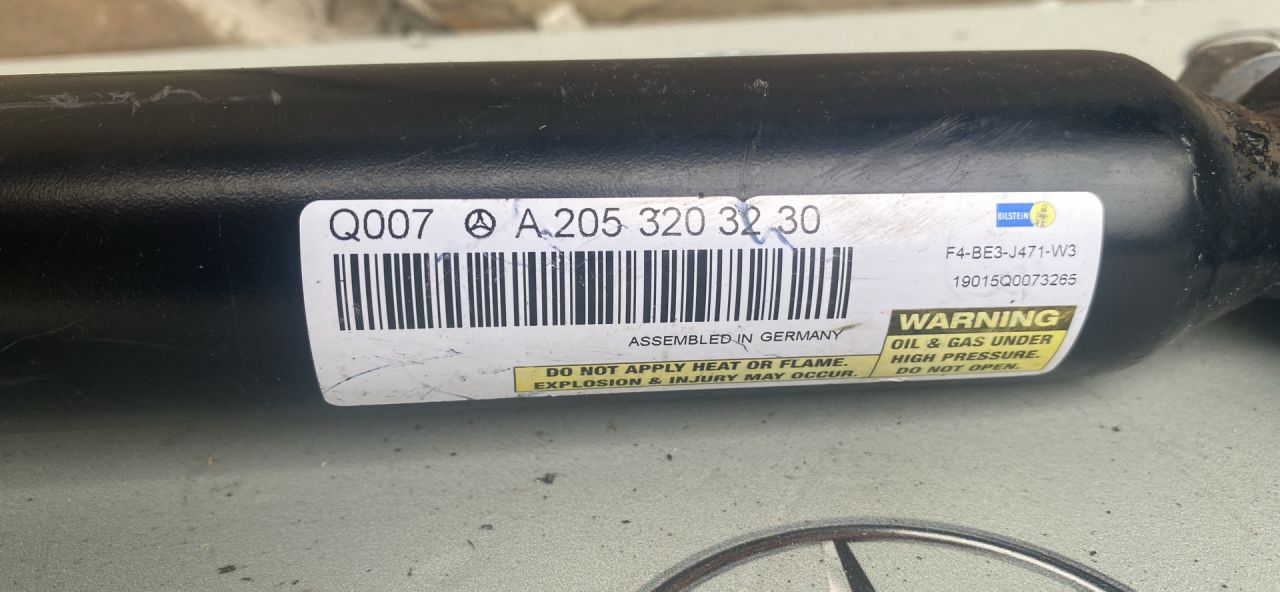 Q007 A 205 320 32 30
BILSTEIN
F4-BE3-J471-W3
19015Q0073265
ASSEMBLED IN GERMANY
WARNING
OIL & GAS UNDER
HIGH PRESSURE.
DO NOT OPEN.
DO NOT APPLY HEAT OR FLAME.
EXPLOSION & INJURY MAY OCCUR.